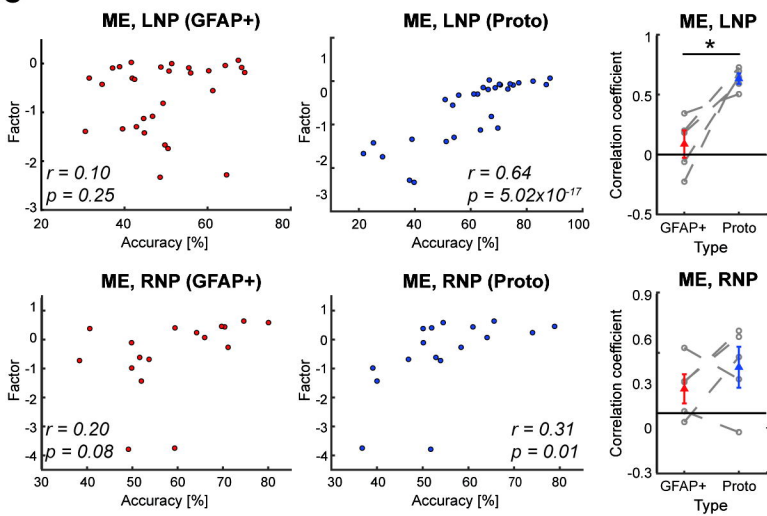 ME, LNP (GFAP+)
0
-1
-2
-3
Factor
r = 0.10
p = 0.25
20 40 60 80
Accuracy [%]
ME, LNP (Proto)
1
0
-1
-2
-3
Factor
r = 0.64
p = 5.02x10⁻¹⁷
20 40 60 80 100
Accuracy [%]
ME, LNP
1
0.5
0
-0.5
Correlation coefficient
*
GFAP+ Proto
Type
ME, RNP (GFAP+)
1
0
-1
-2
-3
-4
Factor
r = 0.20
p = 0.08
30 40 50 60 70 80
Accuracy [%]
ME, RNP (Proto)
1
0
-1
-2
-3
-4
Factor
r = 0.31
p = 0.01
30 40 50 60 70 80
Accuracy [%]
ME, RNP
0.9
0.6
0.3
0
-0.3
Correlation coefficient
GFAP+ Proto
Type